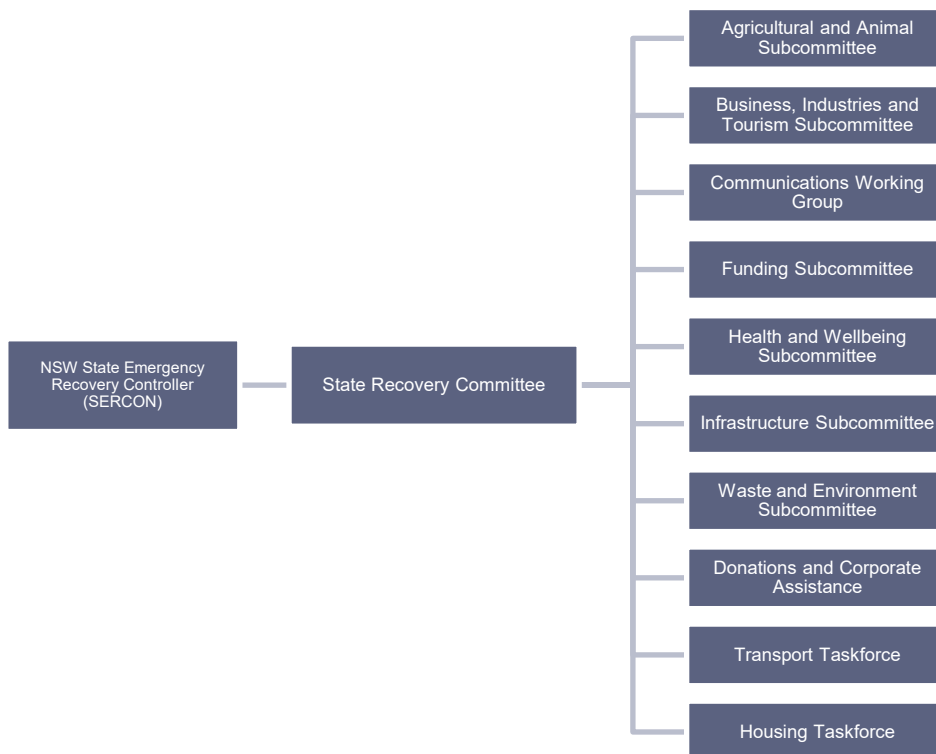 Agricultural and Animal
Subcommittee
Business, Industries and
Tourism Subcommittee
Communications Working
Group
Funding Subcommittee
Health and Wellbeing
Subcommittee
NSW State Emergency
Recovery Controller
(SERCON)
State Recovery Committee
Infrastructure Subcommittee
Waste and Environment
Subcommittee
Donations and Corporate
Assistance
Transport Taskforce
Housing Taskforce